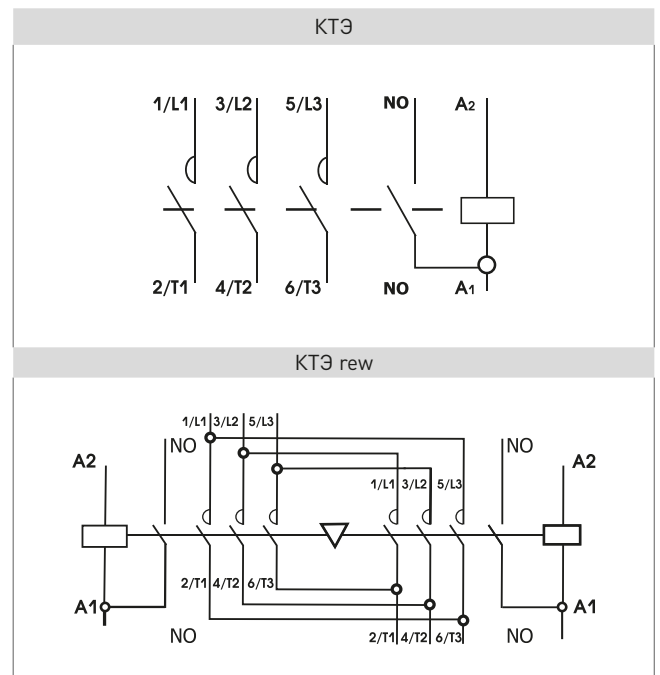 КТЭ
1/L1 3/L2 5/L3 NO A2
2/T1 4/T2 6/T3 NO A1
КТЭ rew
1/L1 3/L2 5/L3
NO NO
A2 A2
1/L1 3/L2 5/L3
2/T1 4/T2 6/T3
A1 A1
NO 2/T1 4/T2 6/T3 NO